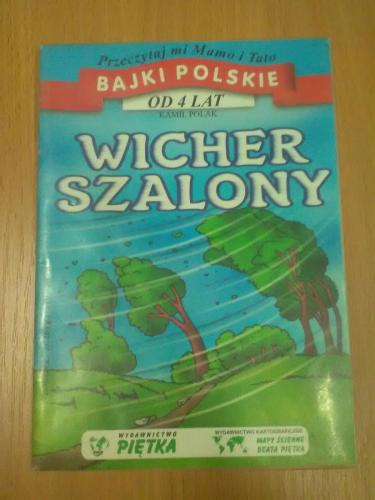 Przeczytaj mi Mamo i Tato
BAJKI POLSKIE
OD 4 LAT
KAMIL POLAK
WICHER
SZALONY
WYDAWNICTWO
PIĘTKA
WYDAWNICTWO KARTOGRAFICZNE
MAPY ŚCIENNE
BEATA PIĘTKA